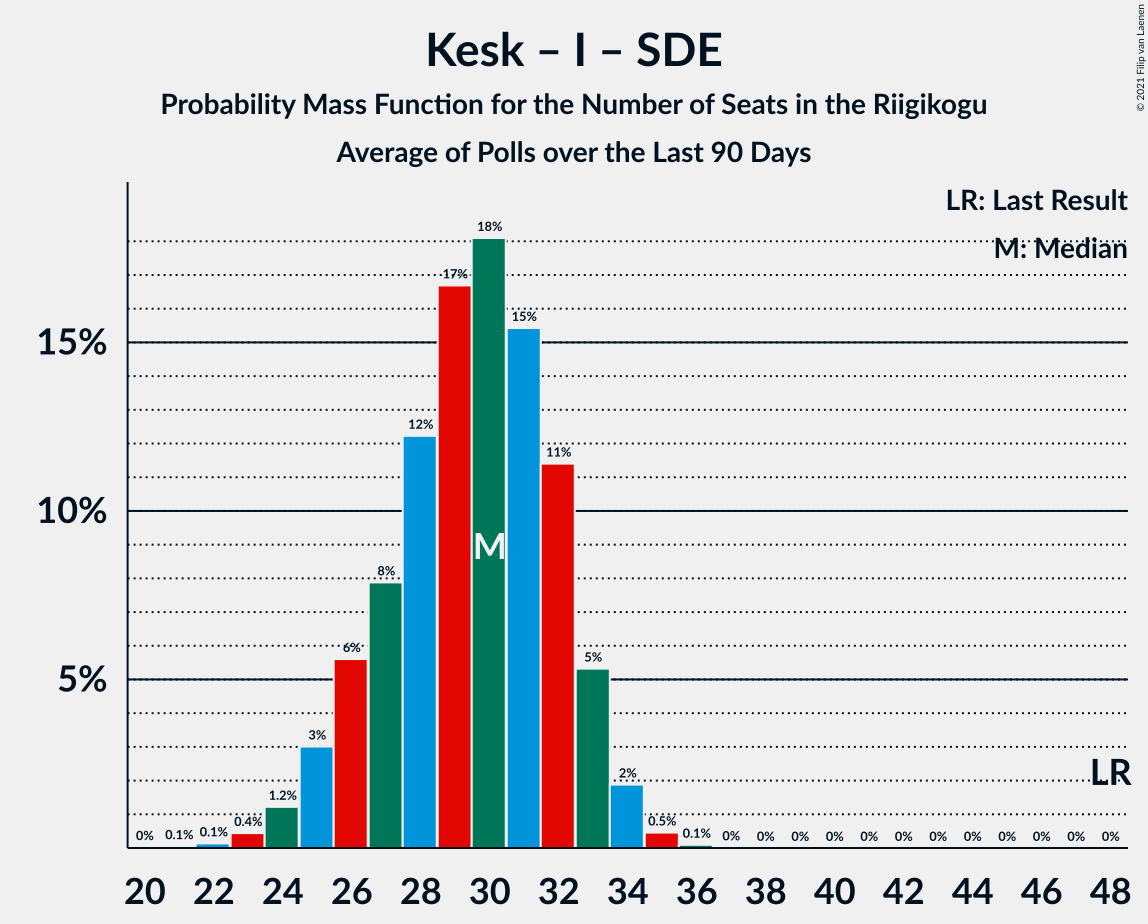 Kesk – I – SDE
Probability Mass Function for the Number of Seats in the Riigikogu
Average of Polls over the Last 90 Days
© 2021 Filip van Laenen
LR: Last Result
M: Median
15%
10%
5%
0% 0.1% 0.1% 0.4% 1.2% 3% 6% 8% 12% 17% 18% 15% 11% 5% 2% 0.5% 0.1% 0% 0% 0% 0% 0% 0% 0% 0% 0% 0% 0% 0%
M
LR
20 22 24 26 28 30 32 34 36 38 40 42 44 46 48